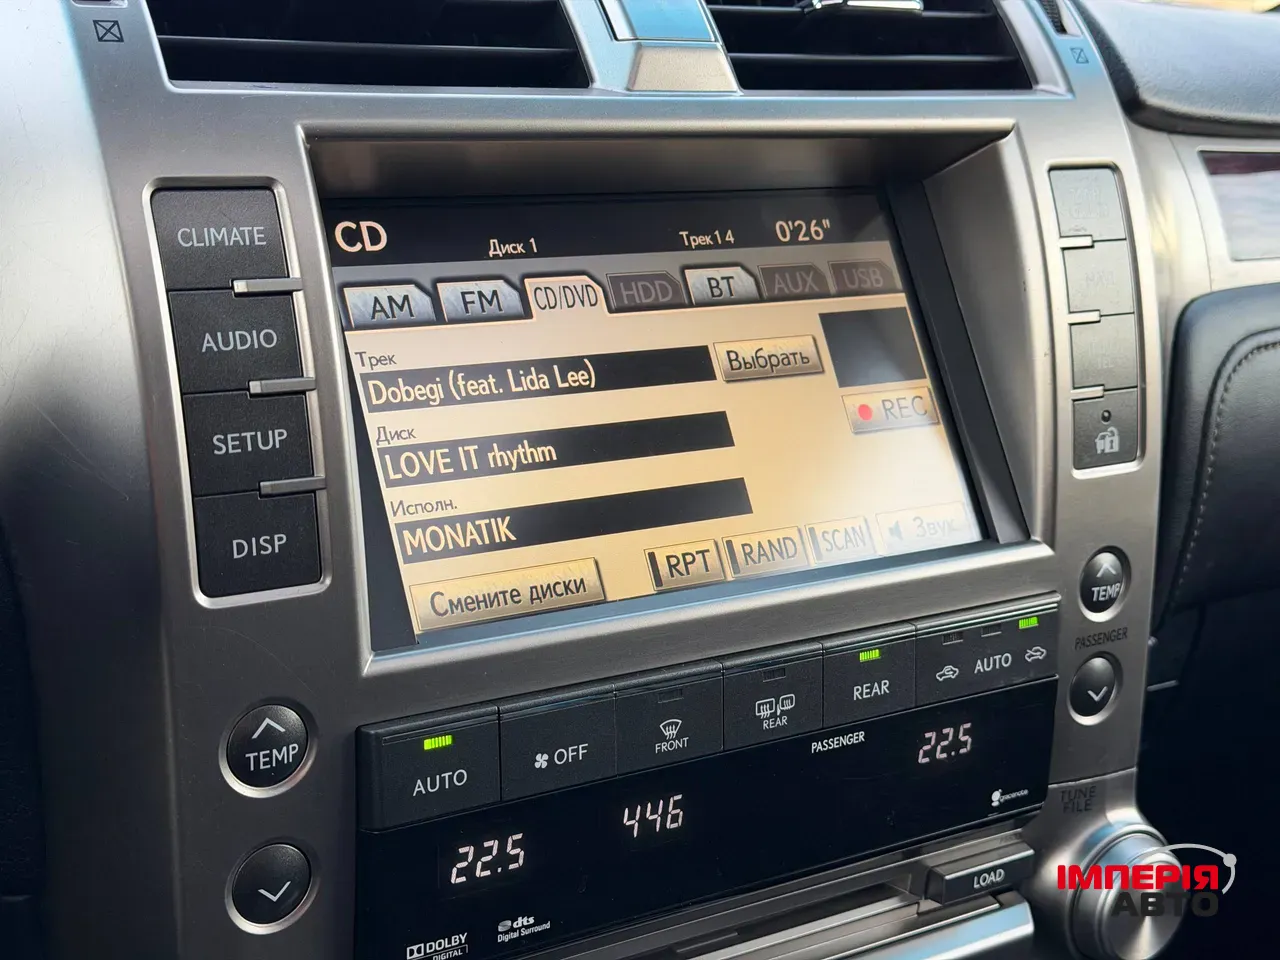 CLIMATE
AUDIO
SETUP
DISP
CD
Диск 1
Трек 14
0'26"
AM
FM
CD/DVD
HDD
BT
AUX
USB
Трек
Dobegi (feat. Lida Lee)
Выбрать
REC
Диск
LOVE IT rhythm
Исполн.
MONATIK
Смените диски
RPT
RAND
SCAN
Звук
TEMP
PASSENGER
TEMP
AUTO
OFF
FRONT
REAR
REAR
AUTO
PASSENGER
22.5
446
22.5
gracenote
TUNE
FILE
LOAD
DOLBY
DIGITAL
dts
Digital Surround
ІМПЕРІЯ
АВТО